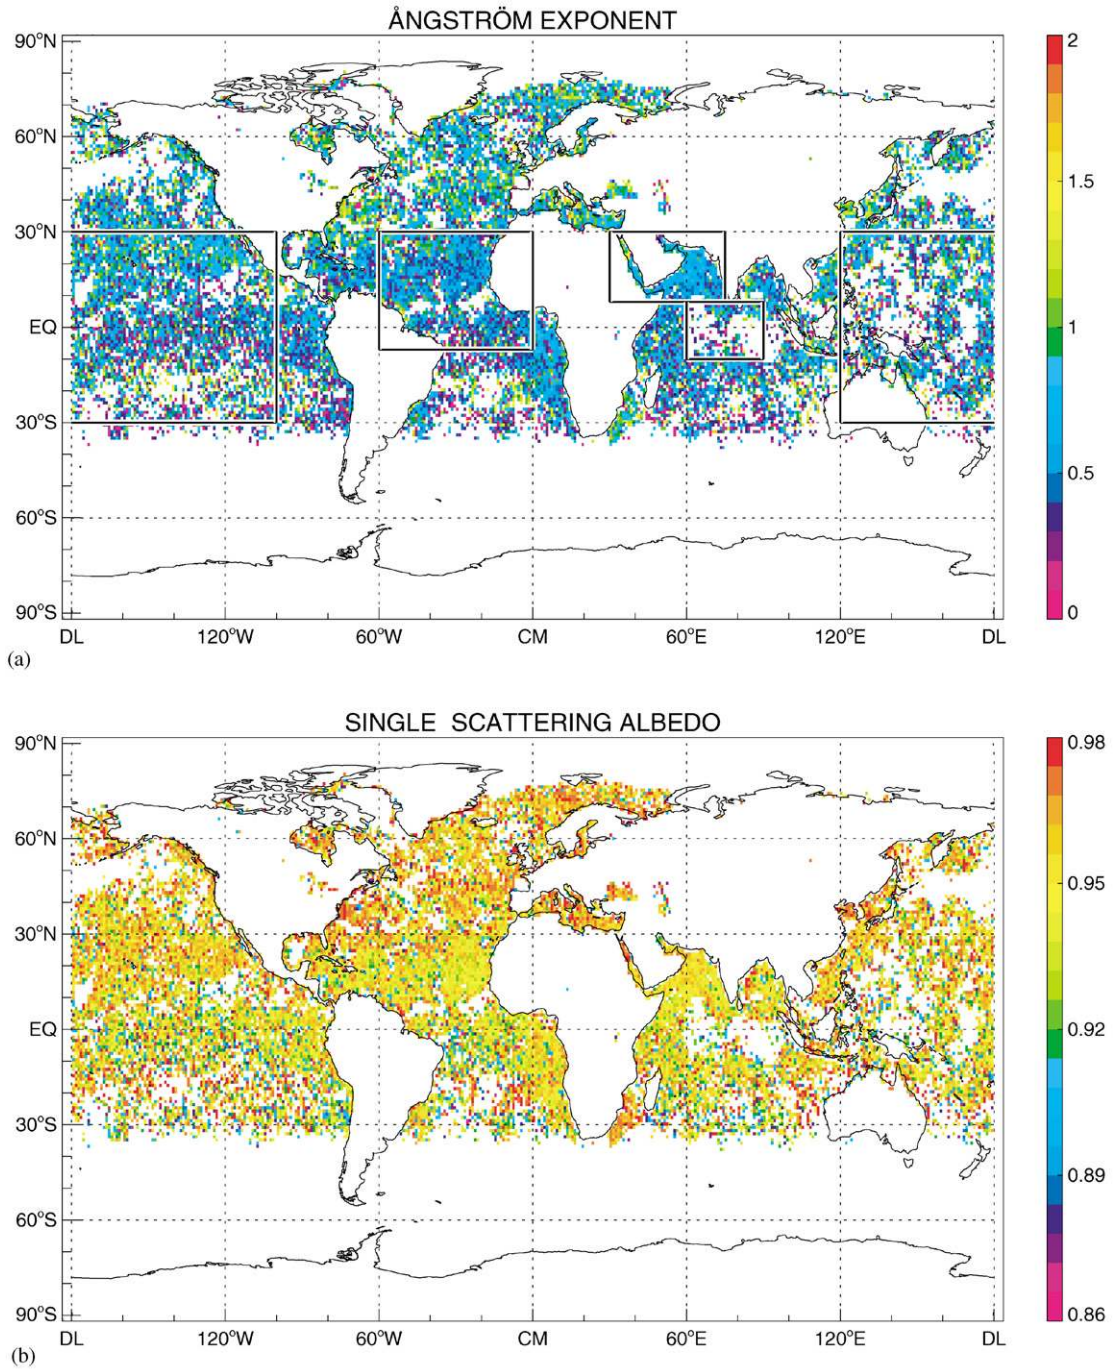 ÅNGSTRÖM EXPONENT
90°N
60°N
30°N
EQ
30°S
60°S
90°S
DL 120°W 60°W CM 60°E 120°E DL
2
1.5
1
0.5
0
(a)
SINGLE SCATTERING ALBEDO
90°N
60°N
30°N
EQ
30°S
60°S
90°S
DL 120°W 60°W CM 60°E 120°E DL
0.98
0.95
0.92
0.89
0.86
(b)